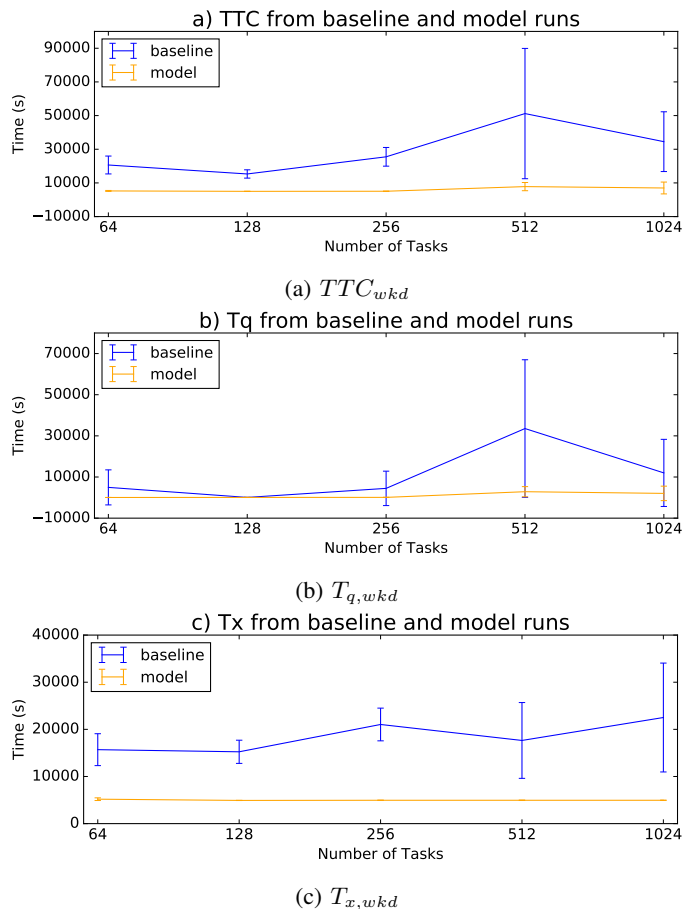 a) TTC from baseline and model runs
90000
70000
50000
30000
10000
−10000
Time (s)
baseline
model
64 128 256 512 1024
Number of Tasks
(a) TTC_wkd
b) Tq from baseline and model runs
70000
50000
30000
10000
−10000
Time (s)
baseline
model
64 128 256 512 1024
Number of Tasks
(b) T_q,wkd
c) Tx from baseline and model runs
40000
30000
20000
10000
0
Time (s)
baseline
model
64 128 256 512 1024
Number of Tasks
(c) T_x,wkd